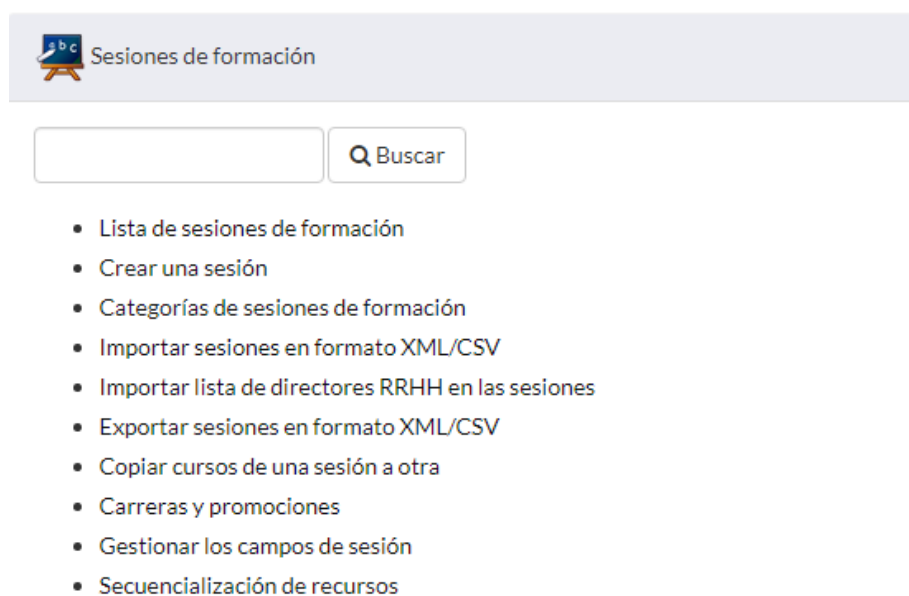 abc
Sesiones de formación
Buscar
Lista de sesiones de formación
Crear una sesión
Categorías de sesiones de formación
Importar sesiones en formato XML/CSV
Importar lista de directores RRHH en las sesiones
Exportar sesiones en formato XML/CSV
Copiar cursos de una sesión a otra
Carreras y promociones
Gestionar los campos de sesión
Secuencialización de recursos